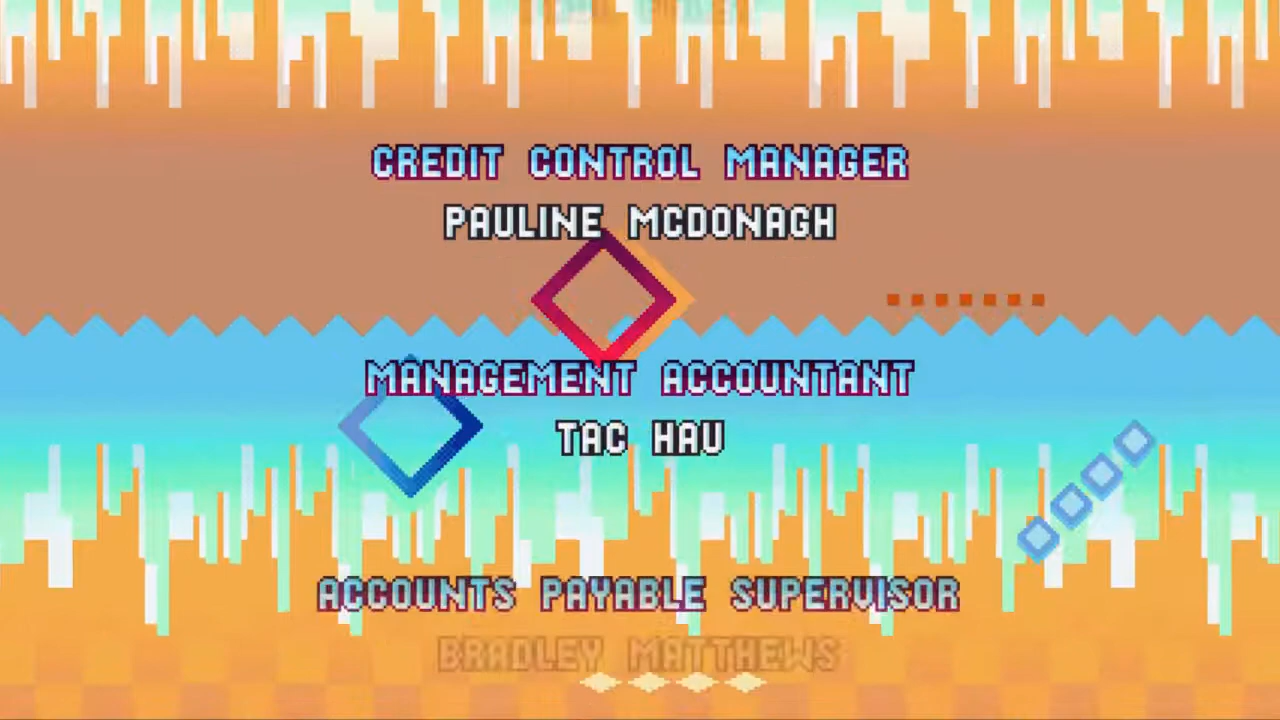 CREDIT CONTROL MANAGER
PAULINE MCDONAGH
MANAGEMENT ACCOUNTANT
TAC HAU
ACCOUNTS PAYABLE SUPERVISOR
BRADLEY MATTHEWS